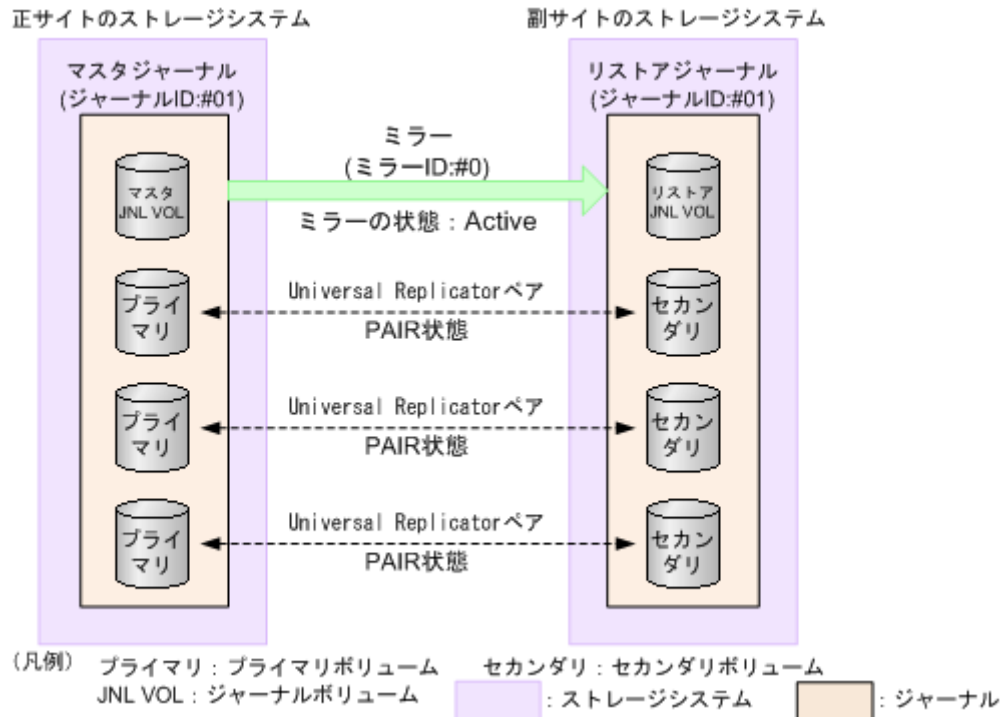 正サイトのストレージシステム
副サイトのストレージシステム
マスタジャーナル
(ジャーナルID:#01)
リストアジャーナル
(ジャーナルID:#01)
ミラー
(ミラーID:#0)
ミラーの状態：Active
マスタ
JNL VOL
リストア
JNL VOL
プライ
マリ
Universal Replicatorペア
PAIR状態
セカン
ダリ
プライ
マリ
Universal Replicatorペア
PAIR状態
セカン
ダリ
プライ
マリ
Universal Replicatorペア
PAIR状態
セカン
ダリ
（凡例）
プライマリ：プライマリボリューム
セカンダリ：セカンダリボリューム
JNL VOL：ジャーナルボリューム
：ストレージシステム
：ジャーナル